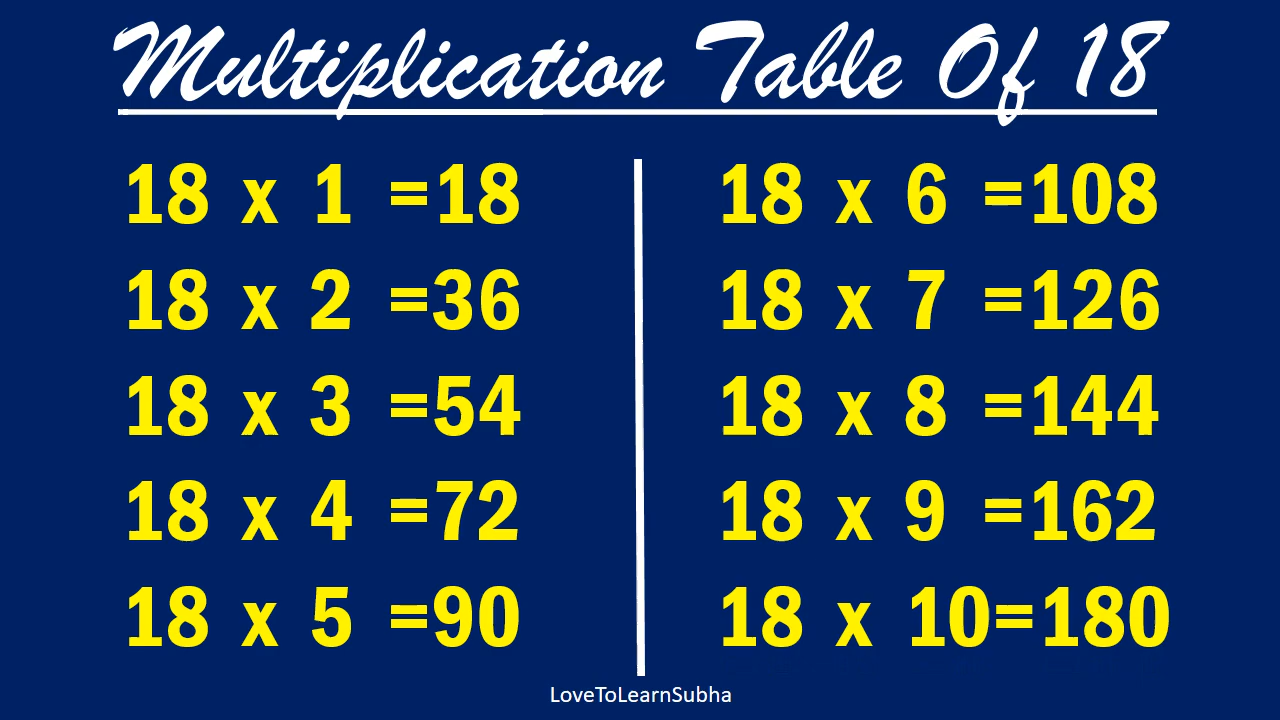 Multiplication Table Of 18
18 x 1 =18
18 x 2 =36
18 x 3 =54
18 x 4 =72
18 x 5 =90
18 x 6 =108
18 x 7 =126
18 x 8 =144
18 x 9 =162
18 x 10=180
LoveToLearnSubha